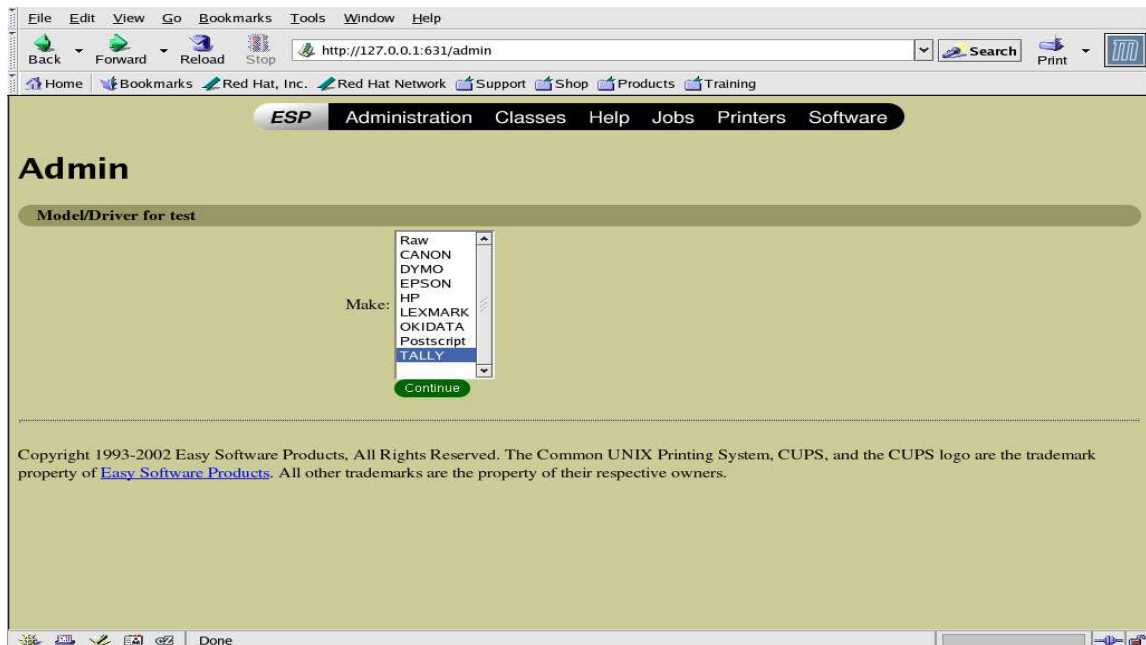 File Edit View Go Bookmarks Tools Window Help
Back Forward Reload Stop http://127.0.0.1:631/admin Search Print
Home Bookmarks Red Hat, Inc. Red Hat Network Support Shop Products Training
ESP Administration Classes Help Jobs Printers Software
Admin
Model/Driver for test
Make:
Raw
CANON
DYMO
EPSON
HP
LEXMARK
OKIDATA
Postscript
TALLY
Continue
Copyright 1993-2002 Easy Software Products, All Rights Reserved. The Common UNIX Printing System, CUPS, and the CUPS logo are the trademark
property of Easy Software Products. All other trademarks are the property of their respective owners.
Done